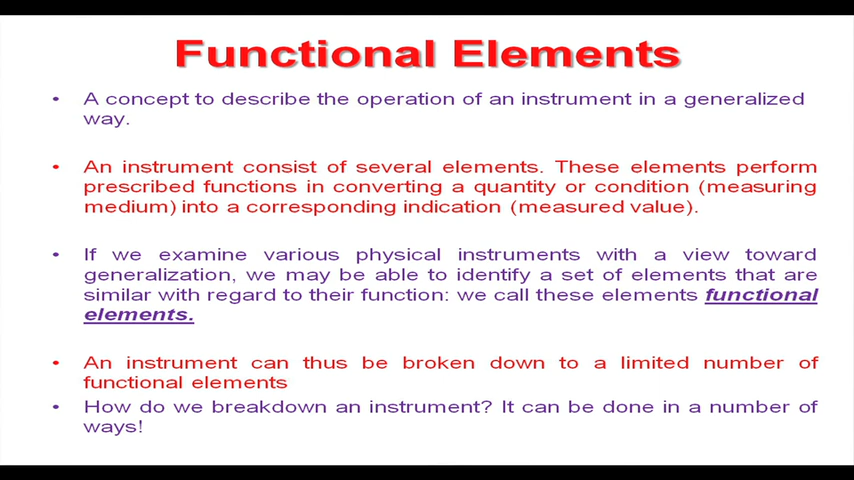 Functional Elements
• A concept to describe the operation of an instrument in a generalized
way.
• An instrument consist of several elements. These elements perform
prescribed functions in converting a quantity or condition (measuring
medium) into a corresponding indication (measured value).
• If we examine various physical instruments with a view toward
generalization, we may be able to identify a set of elements that are
similar with regard to their function: we call these elements functional
elements.
• An instrument can thus be broken down to a limited number of
functional elements
• How do we breakdown an instrument? It can be done in a number of
ways!